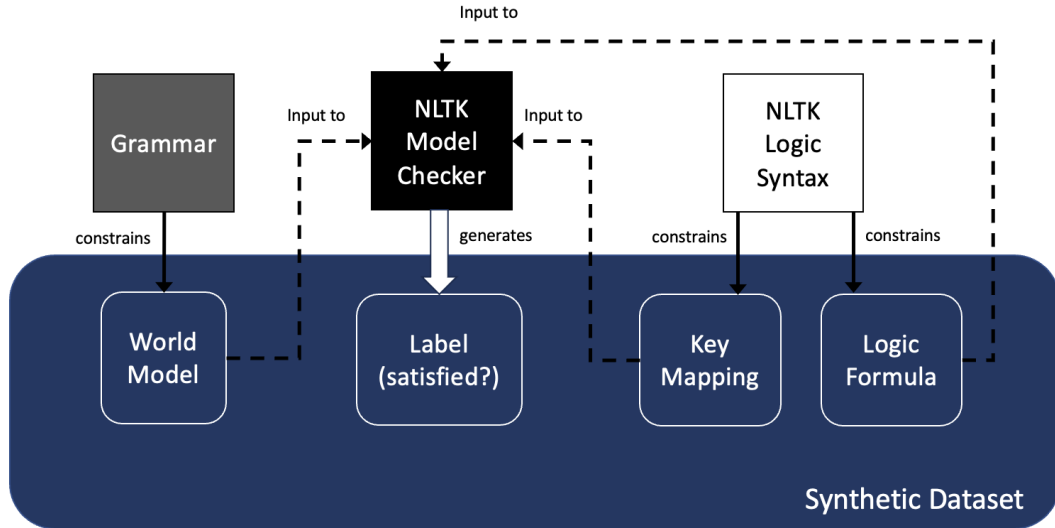 Input to
Grammar
Input to
NLTK
Model
Checker
Input to
NLTK
Logic
Syntax
constrains
generates
constrains
constrains
World
Model
Label
(satisfied?)
Key
Mapping
Logic
Formula
Synthetic Dataset